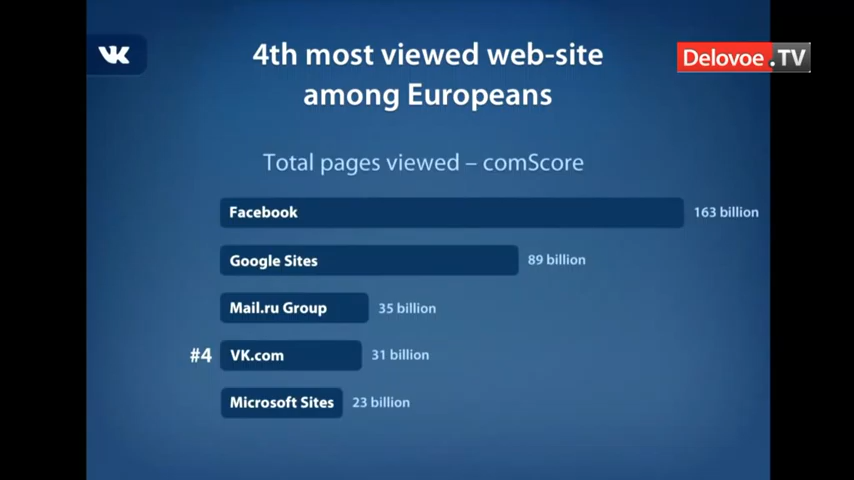 4th most viewed web-site
among Europeans
Delovoe.TV
Total pages viewed – comScore
Facebook 163 billion
Google Sites 89 billion
Mail.ru Group 35 billion
#4 VK.com 31 billion
Microsoft Sites 23 billion